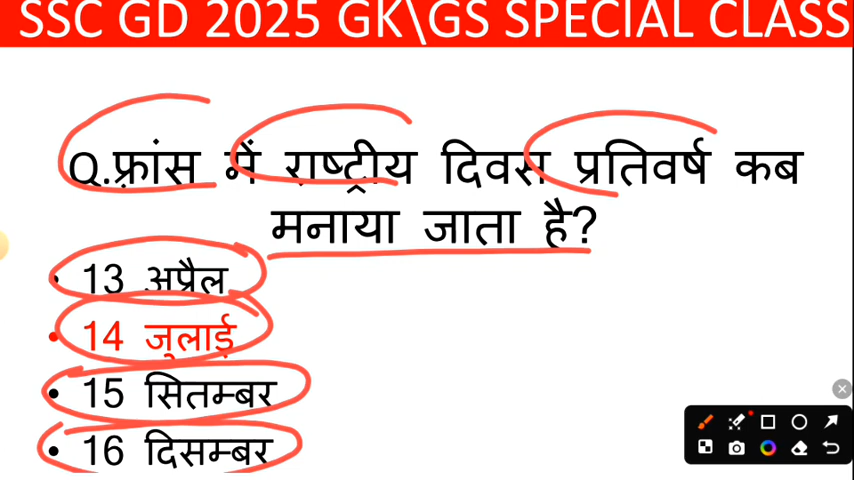 SSC GD 2025 GK\GS SPECIAL CLASS
Q.फ़्रांस में राष्ट्रीय दिवस प्रतिवर्ष कब
मनाया जाता है?
• 13 अप्रैल
• 14 जुलाई
• 15 सितम्बर
• 16 दिसम्बर